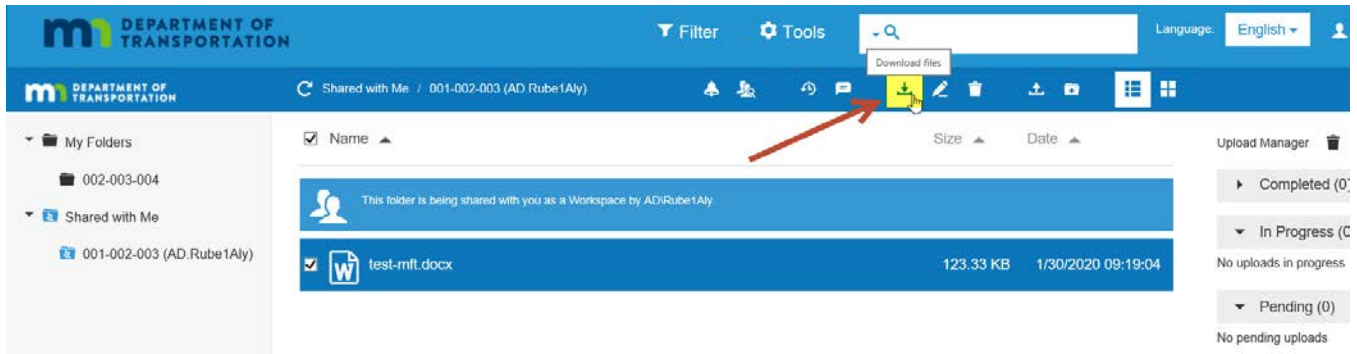 DEPARTMENT OF
TRANSPORTATION
Filter
Tools
Language:
English
Download files
DEPARTMENT OF
TRANSPORTATION
Shared with Me / 001-002-003 (AD.Rube1Aly)
My Folders
002-003-004
Shared with Me
001-002-003 (AD.Rube1Aly)
Name
Size
Date
This folder is being shared with you as a Workspace by AD\Rube1Aly
test-mft.docx
123.33 KB
1/30/2020 09:19:04
Upload Manager
Completed (0)
In Progress (0
No uploads in progress
Pending (0)
No pending uploads